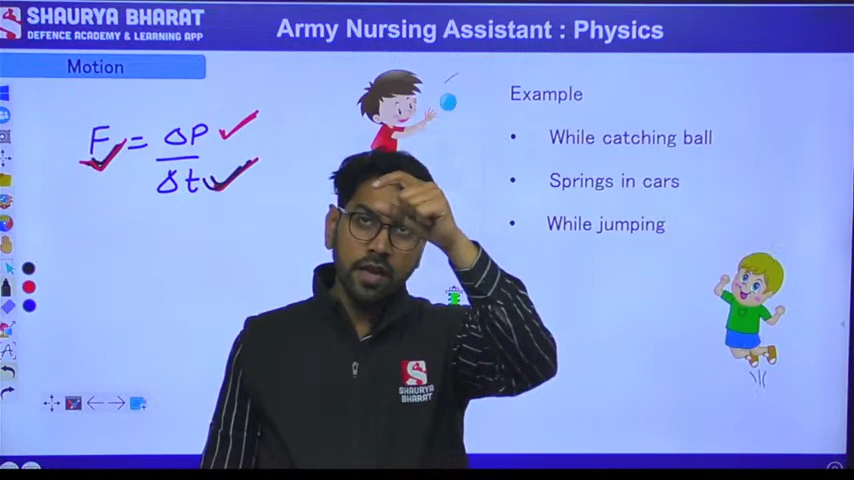 SHAURYA BHARAT
DEFENCE ACADEMY & LEARNING APP
Army Nursing Assistant : Physics
Motion
F = ΔP
Δt
Example
• While catching ball
• Springs in cars
• While jumping
SHAURYA
BHARAT